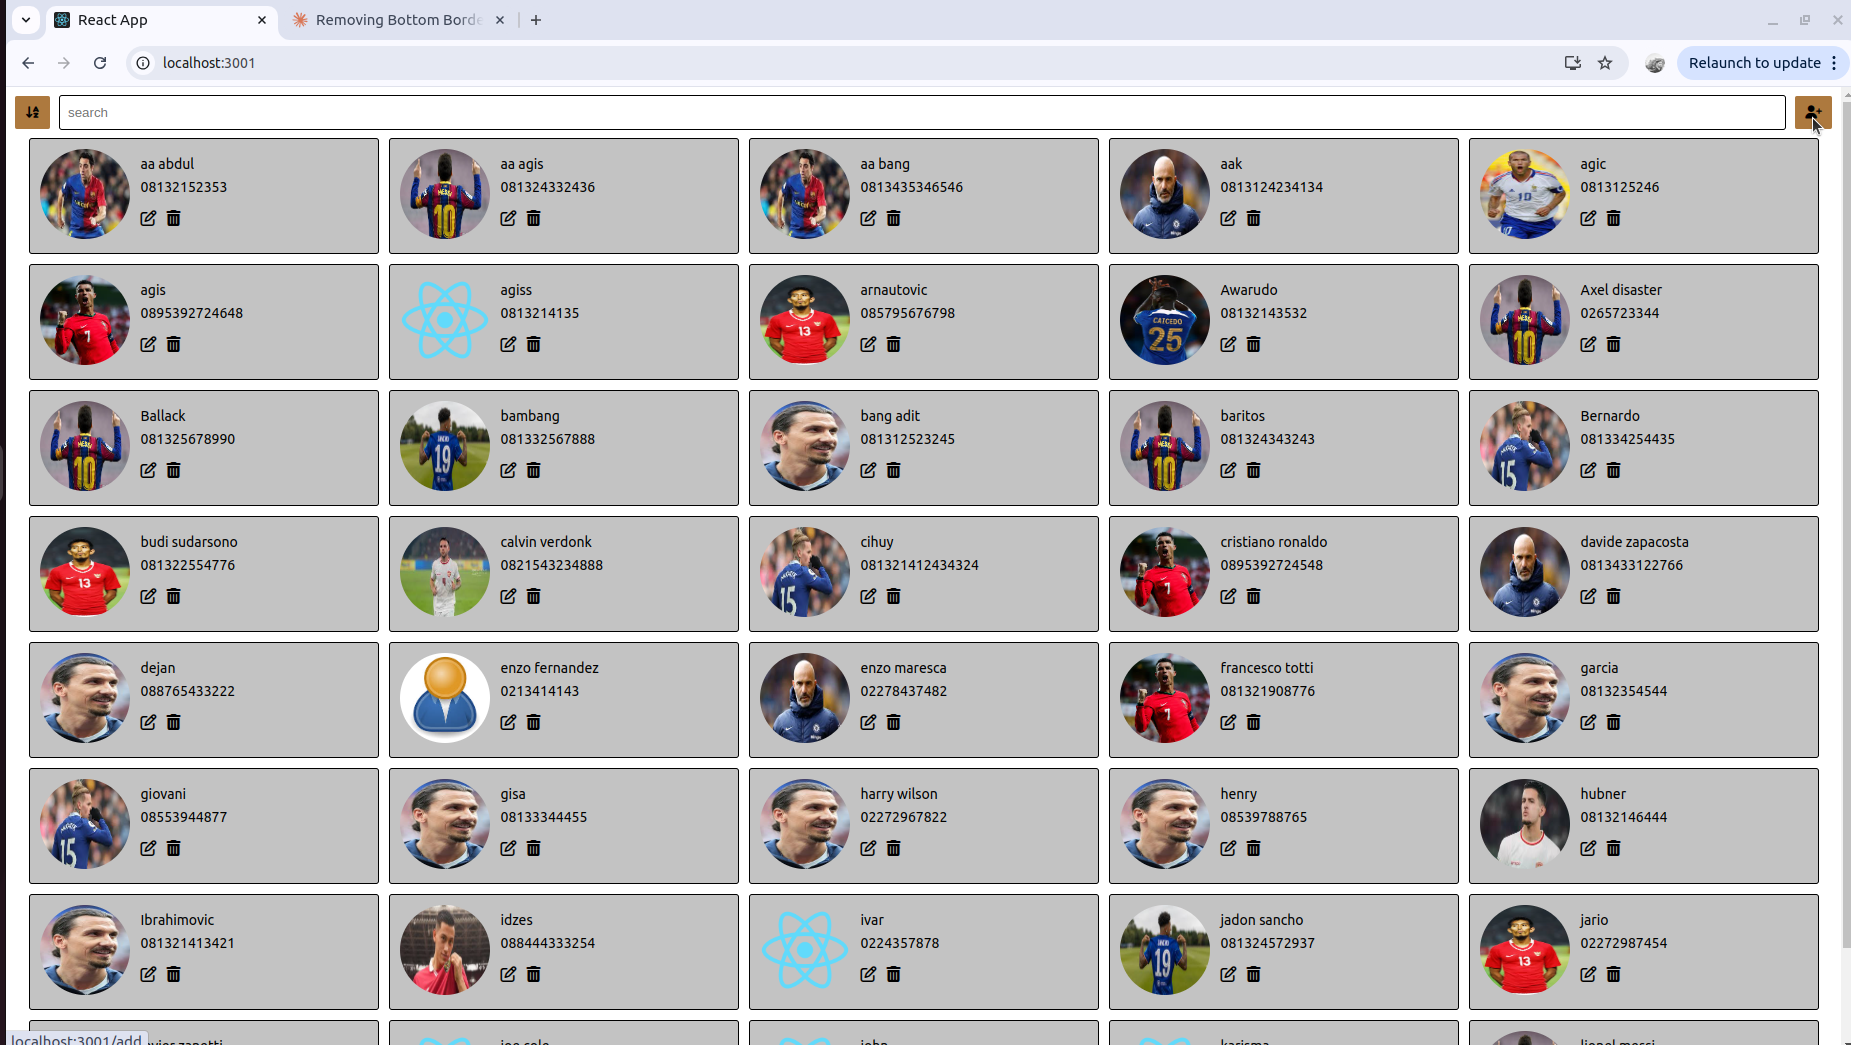 React App
Removing Bottom Borde
localhost:3001
Relaunch to update
search
aa abdul
08132152353
aa agis
081324332436
aa bang
0813435346546
aak
0813124234134
agic
0813125246
agis
0895392724648
agiss
0813214135
arnautovic
085795676798
Awarudo
08132143532
Axel disaster
0265723344
Ballack
081325678990
bambang
081332567888
bang adit
081312523245
baritos
081324343243
Bernardo
081334254435
budi sudarsono
081322554776
calvin verdonk
0821543234888
cihuy
081321412434324
cristiano ronaldo
0895392724548
davide zapacosta
0813433122766
dejan
088765433222
enzo fernandez
0213414143
enzo maresca
02278437482
francesco totti
081321908776
garcia
08132354544
giovani
08553944877
gisa
08133344455
harry wilson
02272967822
henry
08539788765
hubner
08132146444
Ibrahimovic
081321413421
idzes
088444333254
ivar
0224357878
jadon sancho
081324572937
jario
02272987454
localhost:3001/add
zanetti
joe cole
john
karisma
lionel messi